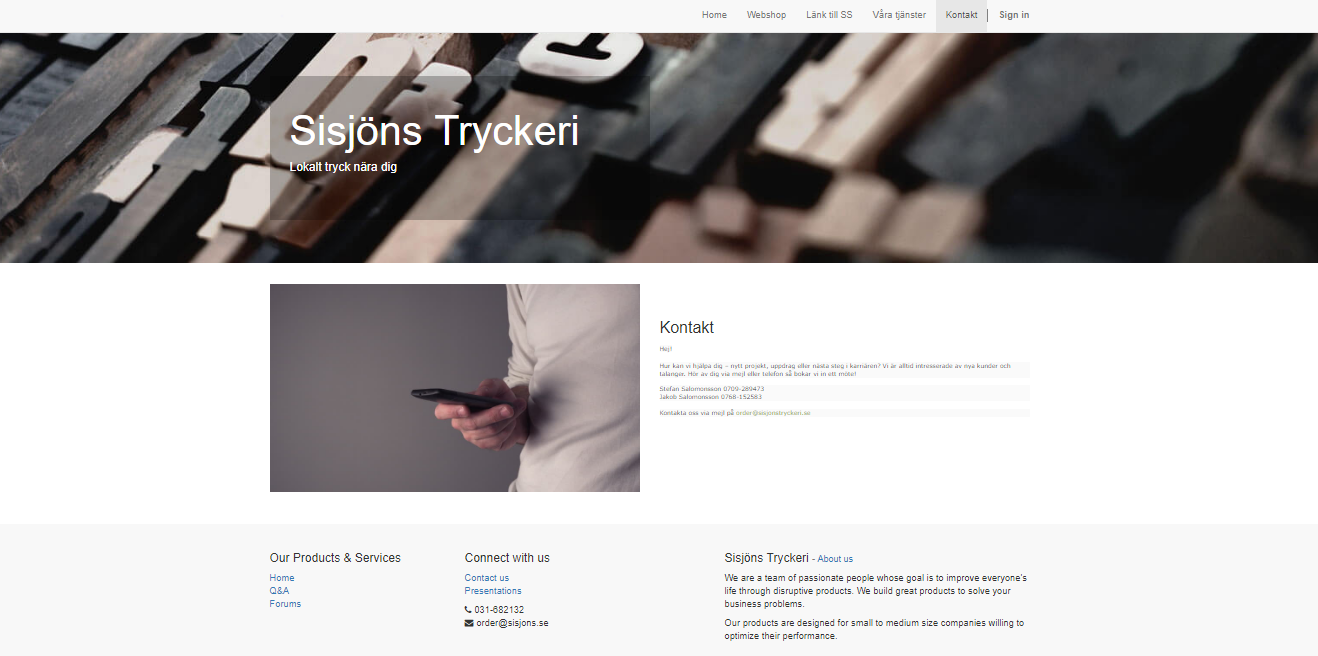 Home Webshop Länk till SS Våra tjänster Kontakt Sign in
Sisjöns Tryckeri
Lokalt tryck nära dig
Kontakt
Hej!
Hur kan vi hjälpa dig – nytt projekt, uppdrag eller nästa steg i karriären? Vi är alltid intresserade av nya kunder och
talanger. Hör av dig via mejl eller telefon så bokar vi in ett möte!
Stefan Salomonsson 0709-289473
Jakob Salomonsson 0768-152583
Kontakta oss via mejl på order@sisjonstryckeri.se
Our Products & Services
Home
Q&A
Forums
Connect with us
Contact us
Presentations
031-682132
order@sisjons.se
Sisjöns Tryckeri - About us
We are a team of passionate people whose goal is to improve everyone's
life through disruptive products. We build great products to solve your
business problems.
Our products are designed for small to medium size companies willing to
optimize their performance.